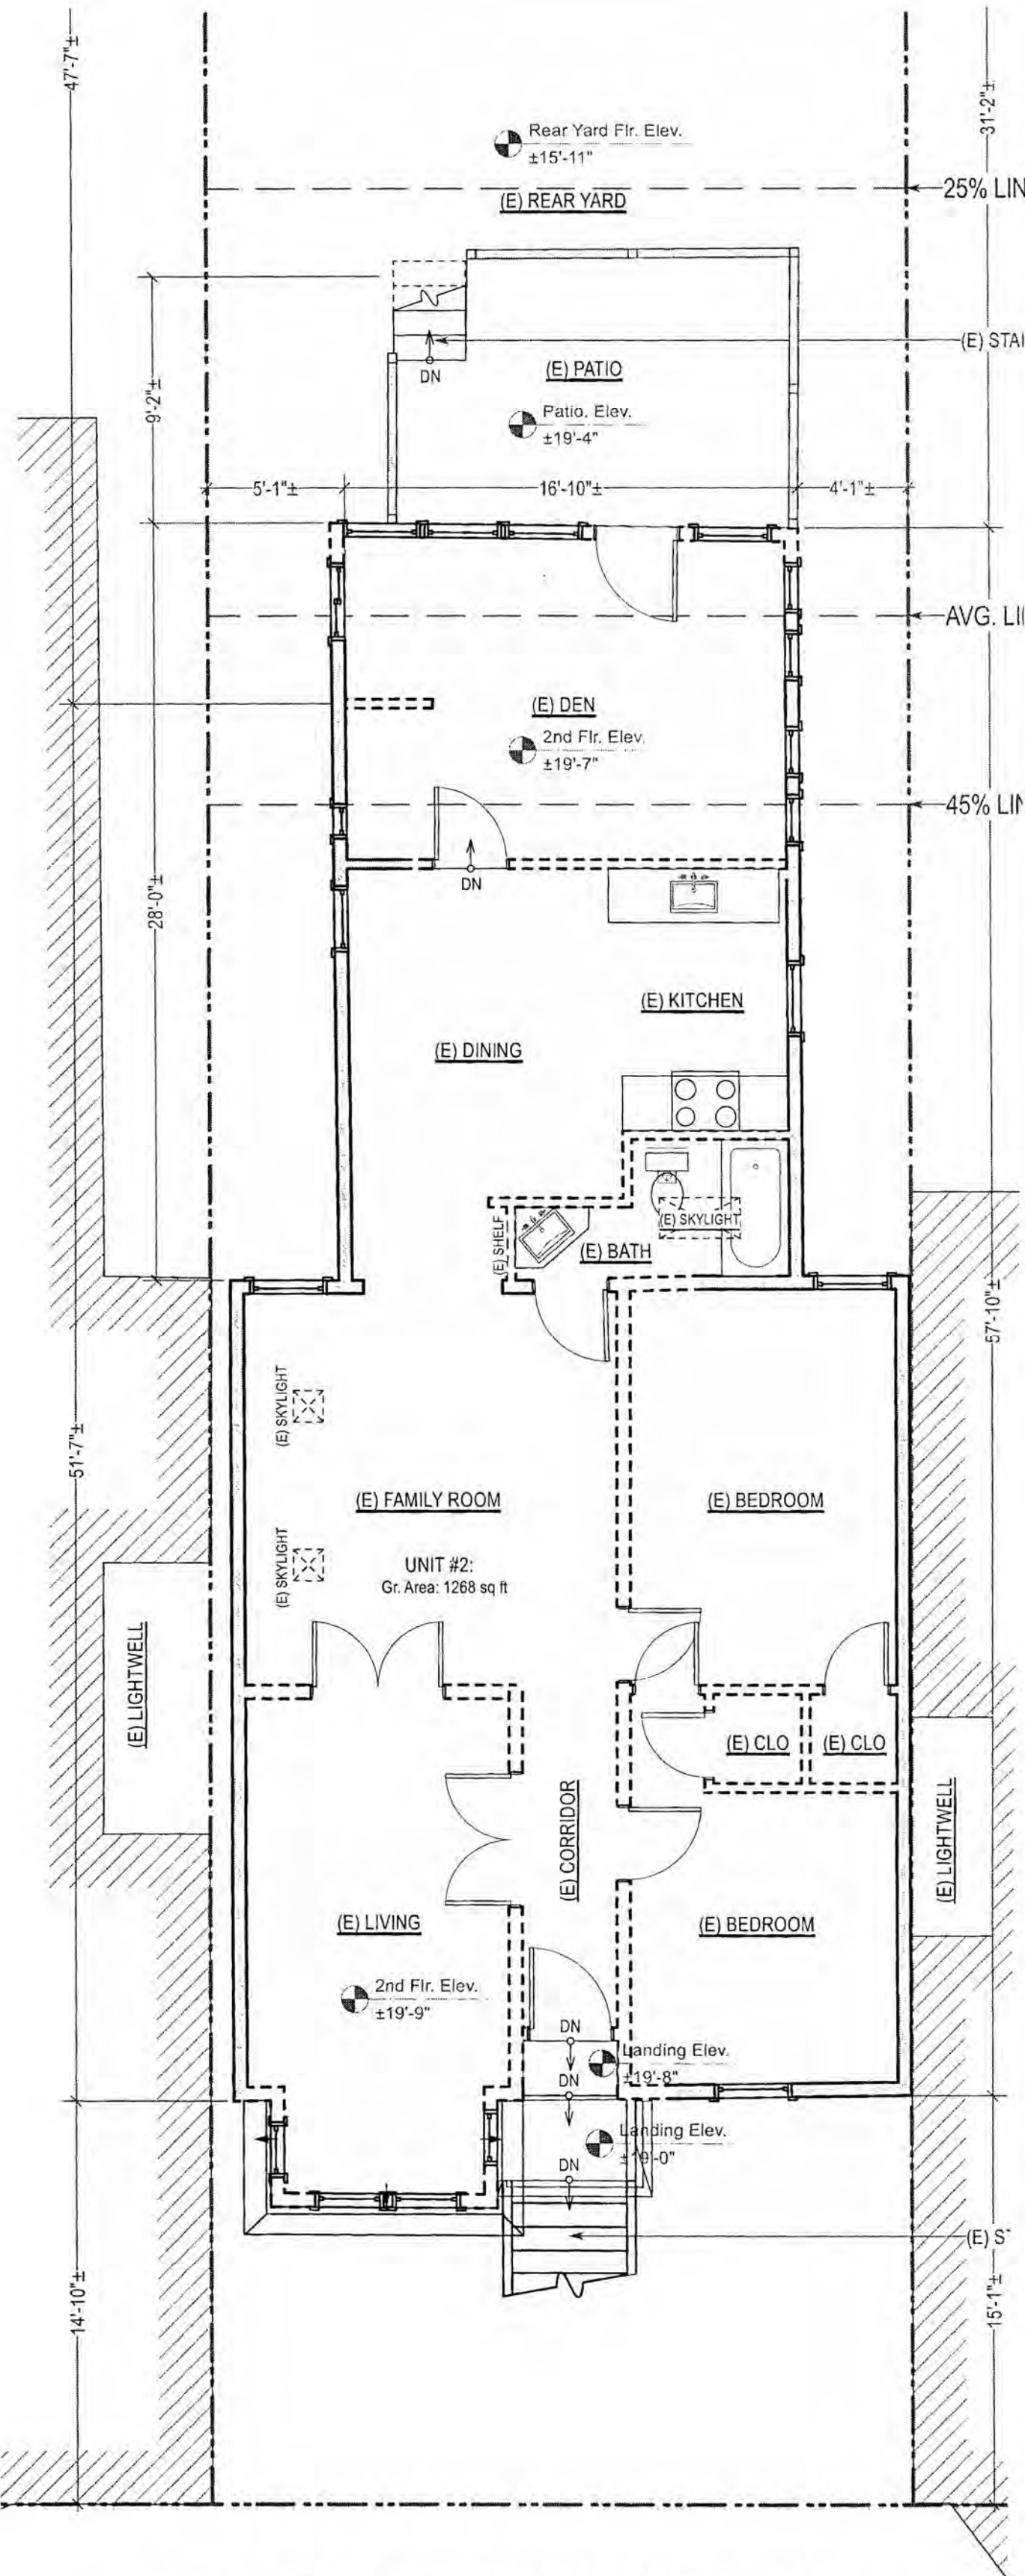 47'-7"±
31'-2"±
Rear Yard Flr. Elev.
±15'-11"
25% LIN
(E) REAR YARD
(E) STAI
9'-2"±
DN
(E) PATIO
Patio. Elev.
±19'-4"
5'-1"±
16'-10"±
4'-1"±
AVG. LI
(E) DEN
2nd Flr. Elev.
±19'-7"
45% LIN
DN
28'-0"±
(E) KITCHEN
(E) DINING
(E) SKYLIGHT
(E) SHELF
(E) BATH
57'-10"±
(E) SKYLIGHT
51'-7"±
(E) FAMILY ROOM
(E) BEDROOM
(E) SKYLIGHT
UNIT #2:
Gr. Area: 1268 sq ft
(E) LIGHTWELL
(E) CLO
(E) CLO
(E) CORRIDOR
(E) LIGHTWELL
(E) LIVING
(E) BEDROOM
2nd Flr. Elev.
±19'-9"
DN
Landing Elev.
±19'-8"
DN
Landing Elev.
±19'-0"
DN
(E) S
14'-10"±
15'-1"±